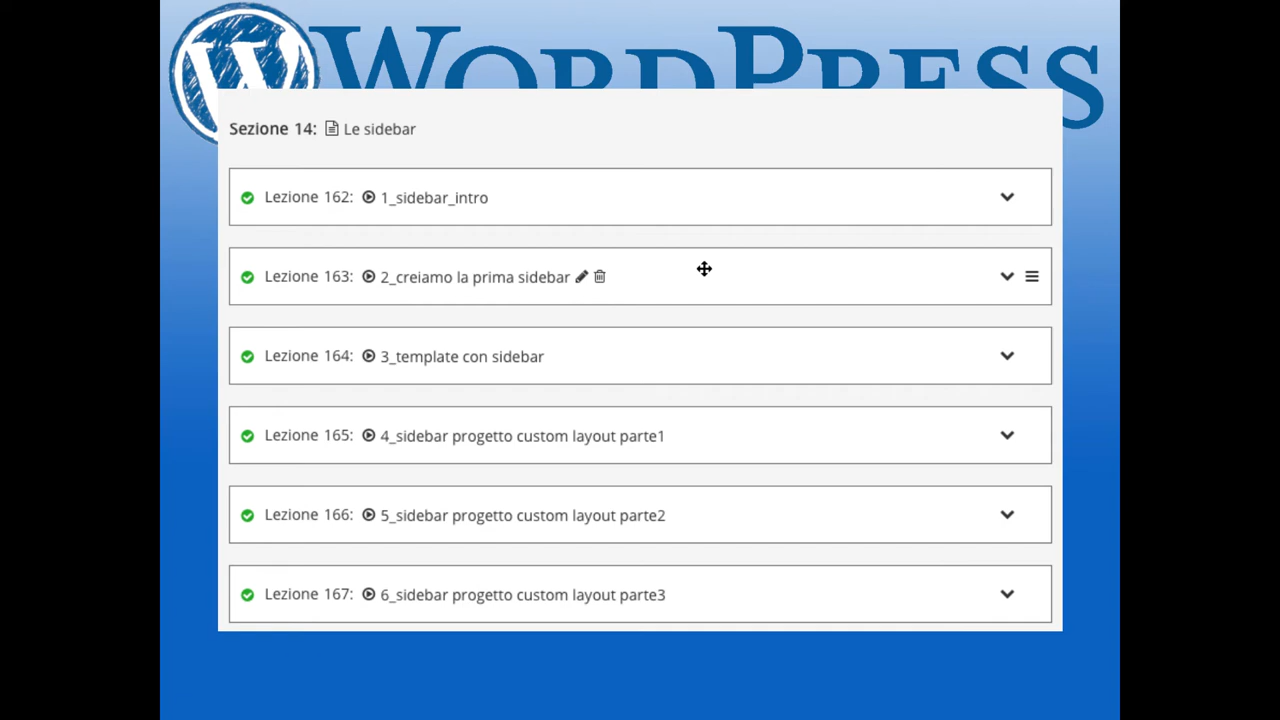 WORDPRESS
Sezione 14: Le sidebar
Lezione 162: 1_sidebar_intro
Lezione 163: 2_creiamo la prima sidebar
Lezione 164: 3_template con sidebar
Lezione 165: 4_sidebar progetto custom layout parte1
Lezione 166: 5_sidebar progetto custom layout parte2
Lezione 167: 6_sidebar progetto custom layout parte3